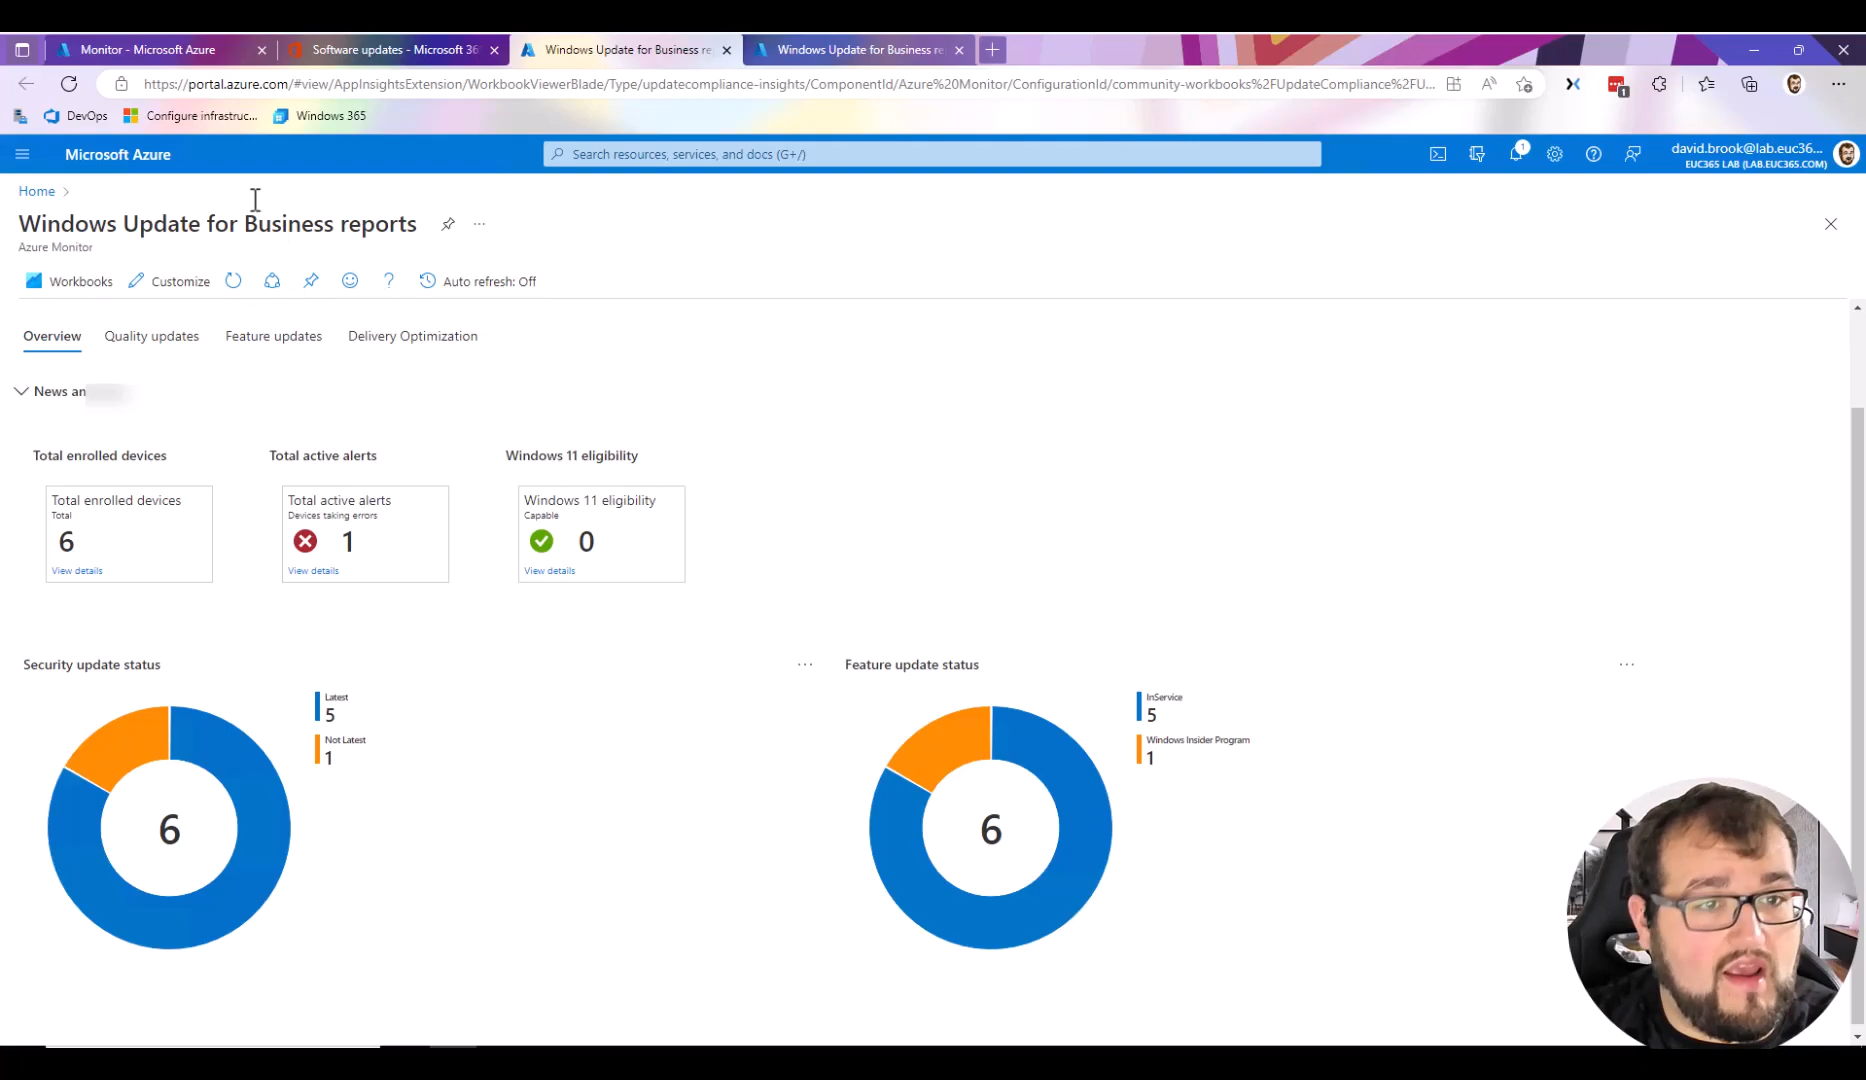 Monitor - Microsoft Azure
Software updates - Microsoft 36
Windows Update for Business re
Windows Update for Business re
https://portal.azure.com/#view/AppInsightsExtension/WorkbookViewerBlade/Type/updatecompliance-insights/ComponentId/Azure%20Monitor/ConfigurationId/community-workbooks%2FUpdateCompliance%2FU...
1
DevOps
Configure infrastruc...
Windows 365
Microsoft Azure
Search resources, services, and docs (G+/)
1
david.brook@lab.euc36...
EUC365 LAB (LAB.EUC365.COM)
Home
Windows Update for Business reports
...
Azure Monitor
Workbooks
Customize
?
Auto refresh: Off
Overview
Quality updates
Feature updates
Delivery Optimization
News an
Total enrolled devices
Total active alerts
Windows 11 eligibility
Total enrolled devices
Total
6
View details
Total active alerts
Devices taking errors
1
View details
Windows 11 eligibility
Capable
0
View details
Security update status
...
Feature update status
...
Latest
5
Not Latest
1
6
InService
5
Windows Insider Program
1
6